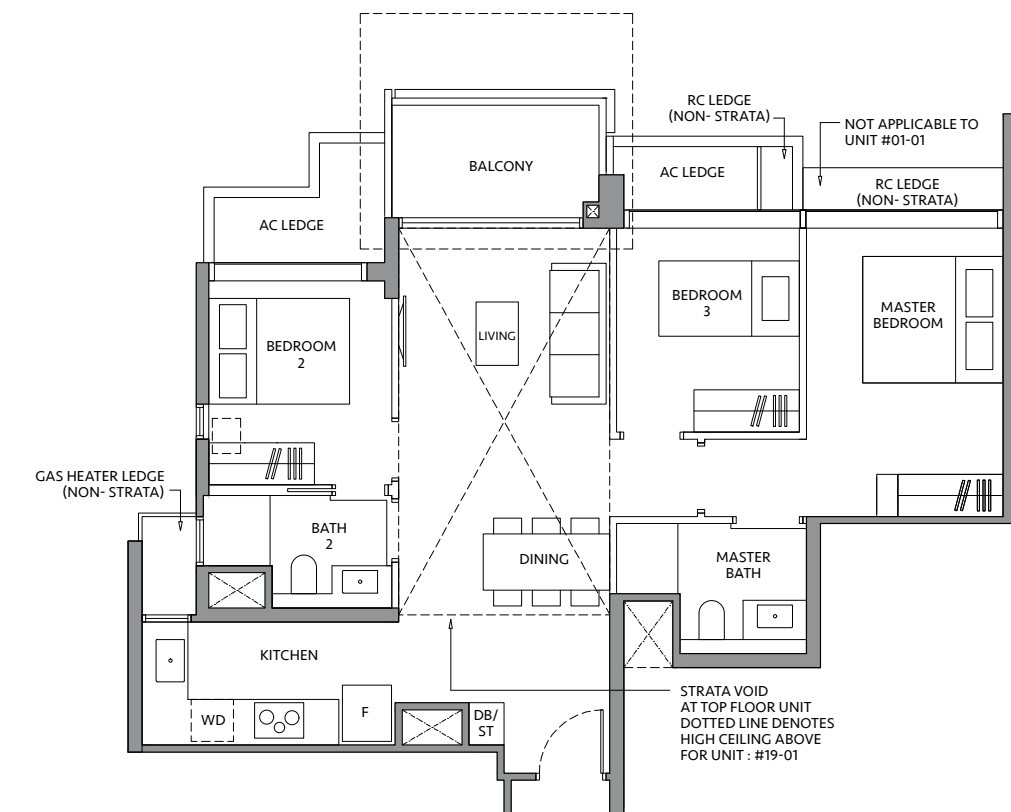 RC LEDGE
(NON- STRATA)
NOT APPLICABLE TO
UNIT #01-01
BALCONY
AC LEDGE
RC LEDGE
(NON- STRATA)
AC LEDGE
BEDROOM
2
LIVING
BEDROOM
3
MASTER
BEDROOM
GAS HEATER LEDGE
(NON- STRATA)
BATH
2
DINING
MASTER
BATH
KITCHEN
WD
F
DB/
ST
STRATA VOID
AT TOP FLOOR UNIT
DOTTED LINE DENOTES
HIGH CEILING ABOVE
FOR UNIT : #19-01